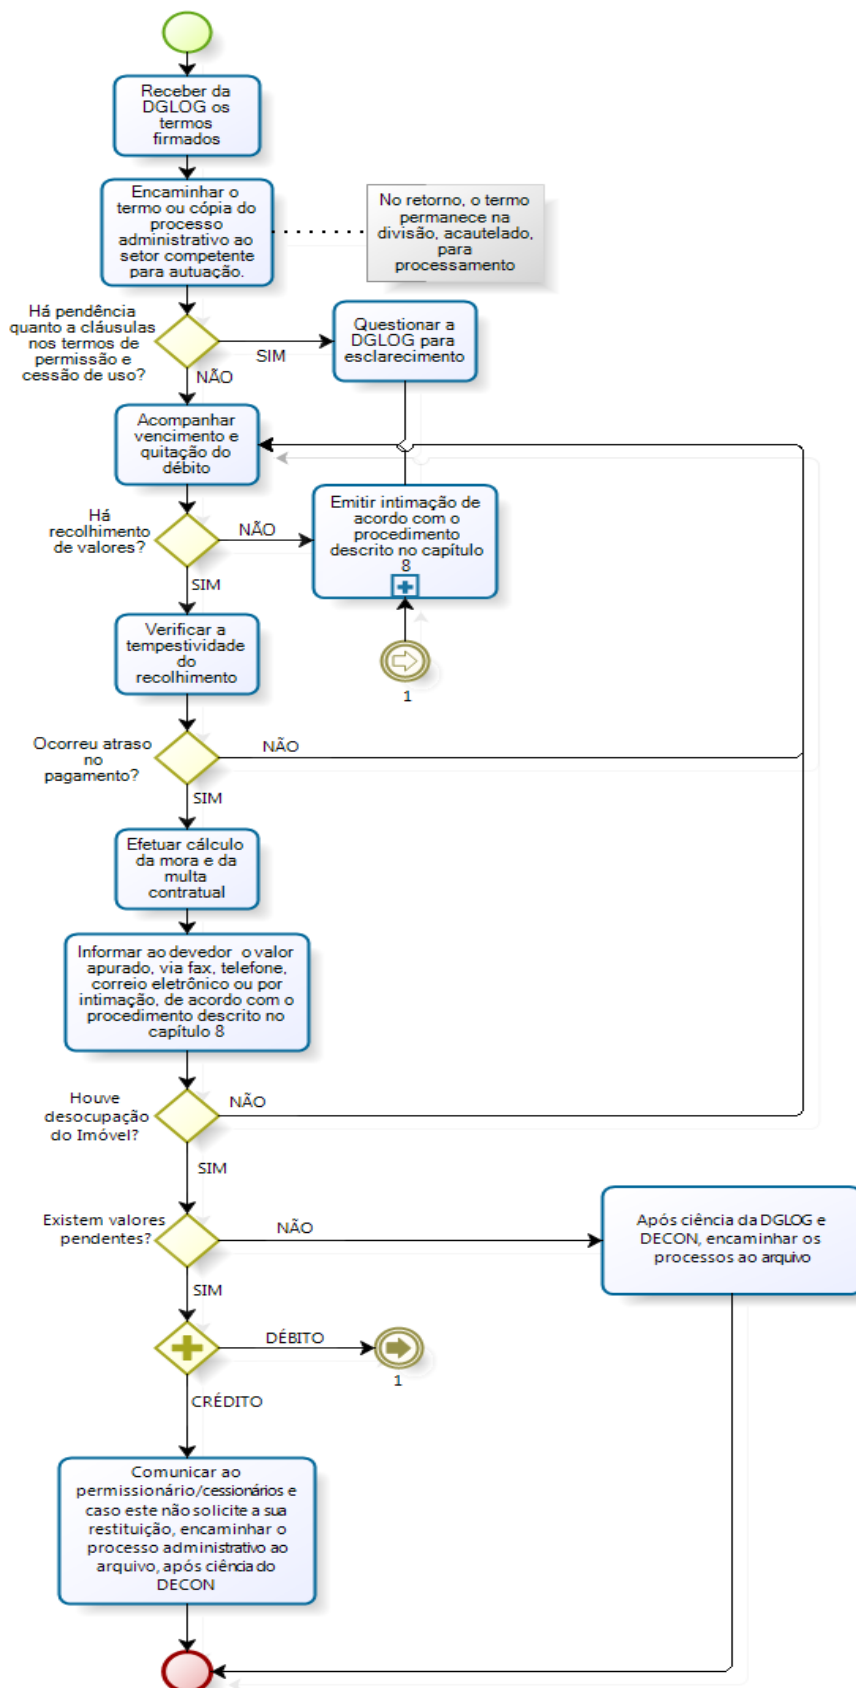 Receber da
DGLOG os
termos
firmados
Encaminhar o
termo ou cópia do
processo
administrativo ao
setor competente
para autuação.
No retorno, o termo
permanece na
divisão, acautelado,
para
processamento
Há pendência
quanto a cláusulas
nos termos de
permissão e
cessão de uso?
SIM
NÃO
Questionar a
DGLOG para
esclarecimento
Acompanhar
vencimento e
quitação do
débito
Há
recolhimento
de valores?
NÃO
SIM
Emitir intimação de
acordo com o
procedimento
descrito no capítulo
8
1
Verificar a
tempestividade
do
recolhimento
Ocorreu atraso
no
pagamento?
NÃO
SIM
Efetuar cálculo
da mora e da
multa
contratual
Informar ao devedor o valor
apurado, via fax, telefone,
correio eletrônico ou por
intimação, de acordo com o
procedimento descrito no
capítulo 8
Houve
desocupação
do Imóvel?
NÃO
SIM
Existem valores
pendentes?
NÃO
SIM
Após ciência da DGLOG e
DECON, encaminhar os
processos ao arquivo
DÉBITO
1
CRÉDITO
Comunicar ao
permissionário/cessionários e
caso este não solicite a sua
restituição, encaminhar o
processo administrativo ao
arquivo, após ciência do
DECON